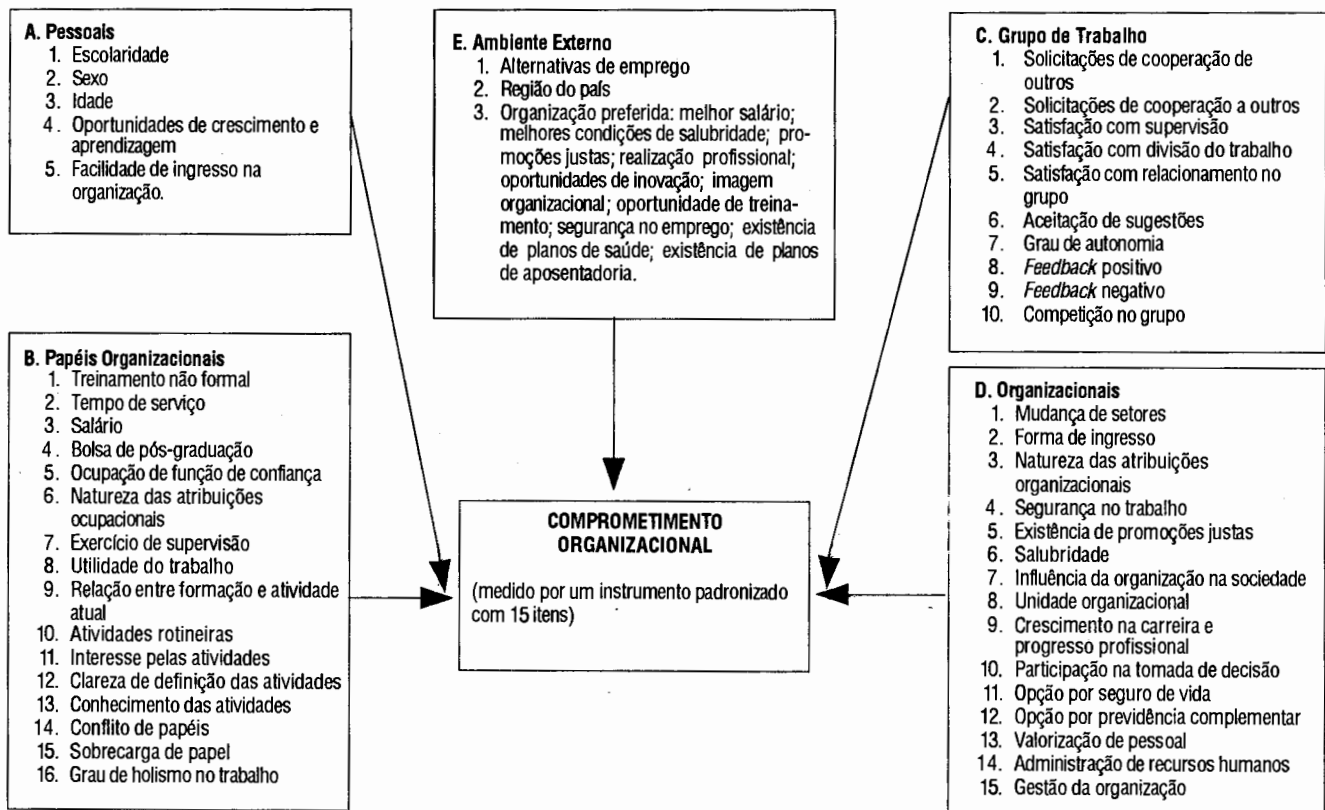 A. Pessoais
1. Escolaridade
2. Sexo
3. Idade
4. Oportunidades de crescimento e
aprendizagem
5. Facilidade de ingresso na
organização.
B. Papéis Organizacionais
1. Treinamento não formal
2. Tempo de serviço
3. Salário
4. Bolsa de pós-graduação
5. Ocupação de função de confiança
6. Natureza das atribuições
ocupacionais
7. Exercício de supervisão
8. Utilidade do trabalho
9. Relação entre formação e atividade
atual
10. Atividades rotineiras
11. Interesse pelas atividades
12. Clareza de definição das atividades
13. Conhecimento das atividades
14. Conflito de papéis
15. Sobrecarga de papel
16. Grau de holismo no trabalho
E. Ambiente Externo
1. Alternativas de emprego
2. Região do país
3. Organização preferida: melhor salário;
melhores condições de salubridade; pro-
moções justas; realização profissional;
oportunidades de inovação; imagem
organizacional; oportunidade de treina-
mento; segurança no emprego; existência
de planos de saúde; existência de planos
de aposentadoria.
COMPROMETIMENTO
ORGANIZACIONAL
(medido por um instrumento padronizado
com 15 itens)
C. Grupo de Trabalho
1. Solicitações de cooperação de
outros
2. Solicitações de cooperação a outros
3. Satisfação com supervisão
4. Satisfação com divisão do trabalho
5. Satisfação com relacionamento no
grupo
6. Aceitação de sugestões
7. Grau de autonomia
8. Feedback positivo
9. Feedback negativo
10. Competição no grupo
D. Organizacionais
1. Mudança de setores
2. Forma de ingresso
3. Natureza das atribuições
organizacionais
4. Segurança no trabalho
5. Existência de promoções justas
6. Salubridade
7. Influência da organização na sociedade
8. Unidade organizacional
9. Crescimento na carreira e
progresso profissional
10. Participação na tomada de decisão
11. Opção por seguro de vida
12. Opção por previdência complementar
13. Valorização de pessoal
14. Administração de recursos humanos
15. Gestão da organização